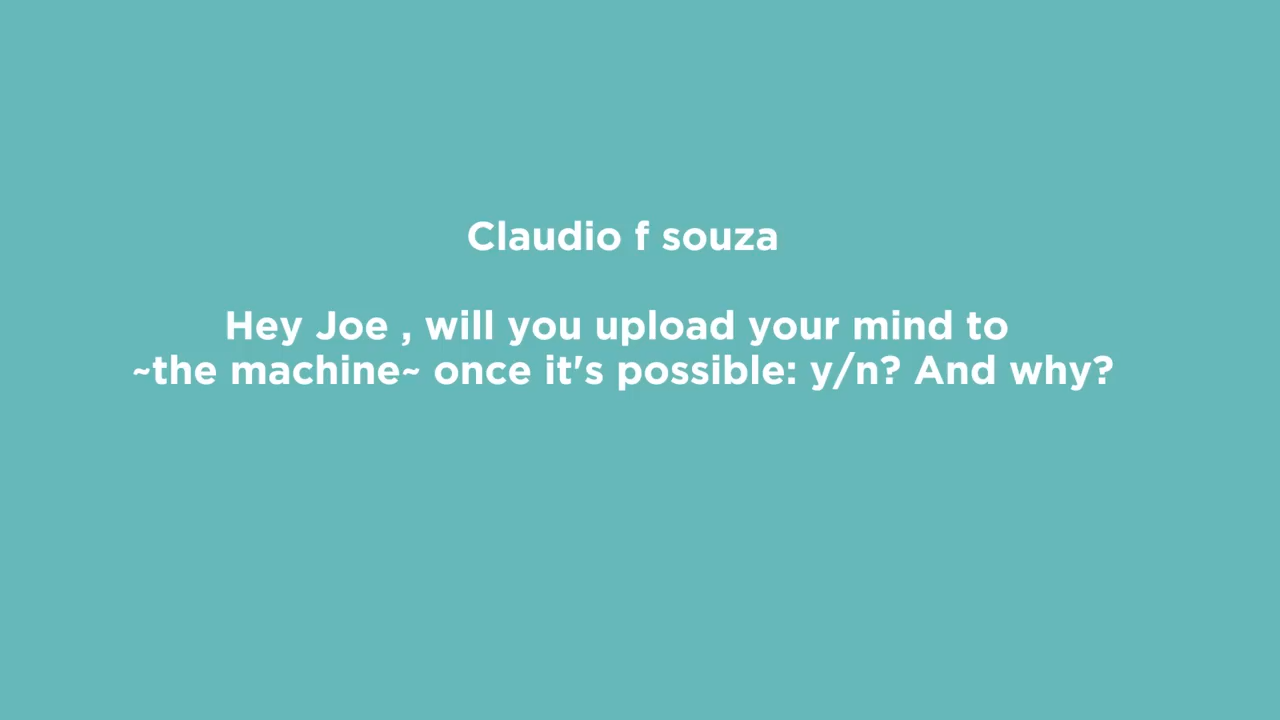 Claudio f souza
Hey Joe , will you upload your mind to
~the machine~ once it's possible: y/n? And why?